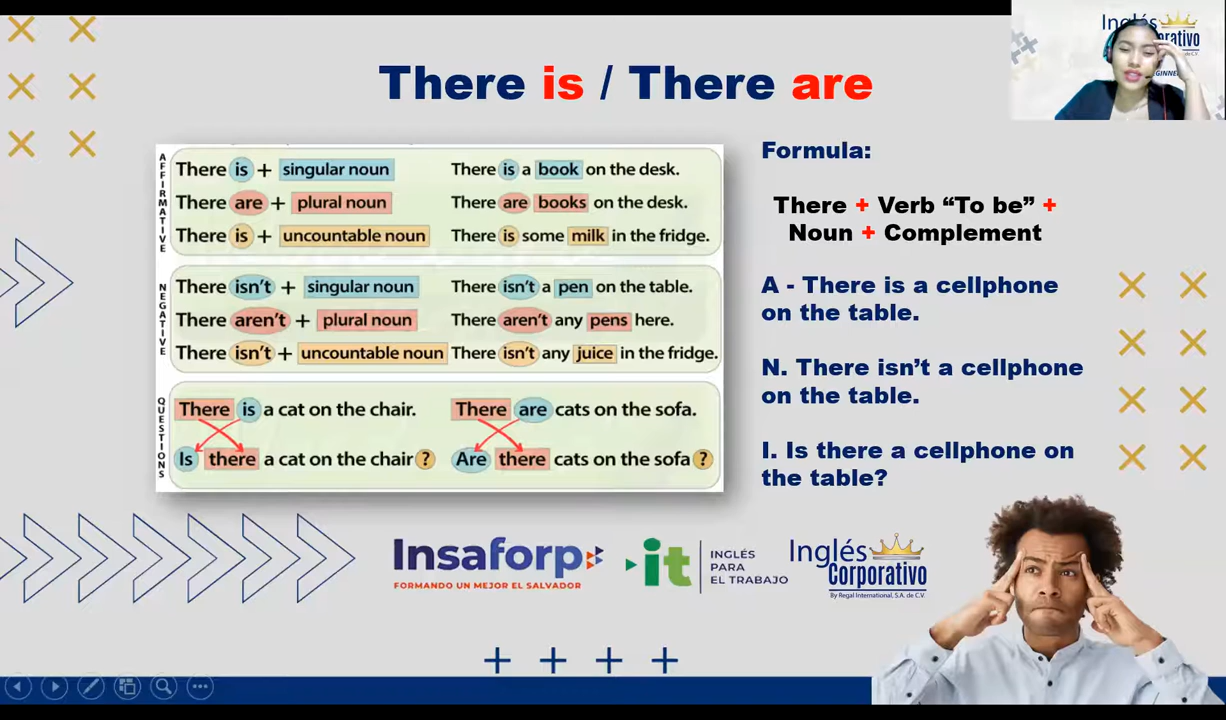 There is / There are
AFFIRMATIVE
There is + singular noun There is a book on the desk.
There are + plural noun There are books on the desk.
There is + uncountable noun There is some milk in the fridge.
NEGATIVE
There isn't + singular noun There isn't a pen on the table.
There aren't + plural noun There aren't any pens here.
There isn't + uncountable noun There isn't any juice in the fridge.
QUESTIONS
There is a cat on the chair. There are cats on the sofa.
Is there a cat on the chair ? Are there cats on the sofa ?
Formula:
There + Verb “To be” +
Noun + Complement
A - There is a cellphone
on the table.
N. There isn’t a cellphone
on the table.
I. Is there a cellphone on
the table?
Insaforp
FORMANDO UN MEJOR EL SALVADOR
it
INGLÉS
PARA
EL TRABAJO
Inglés
Corporativo
By Regal International, S.A. de C.V.